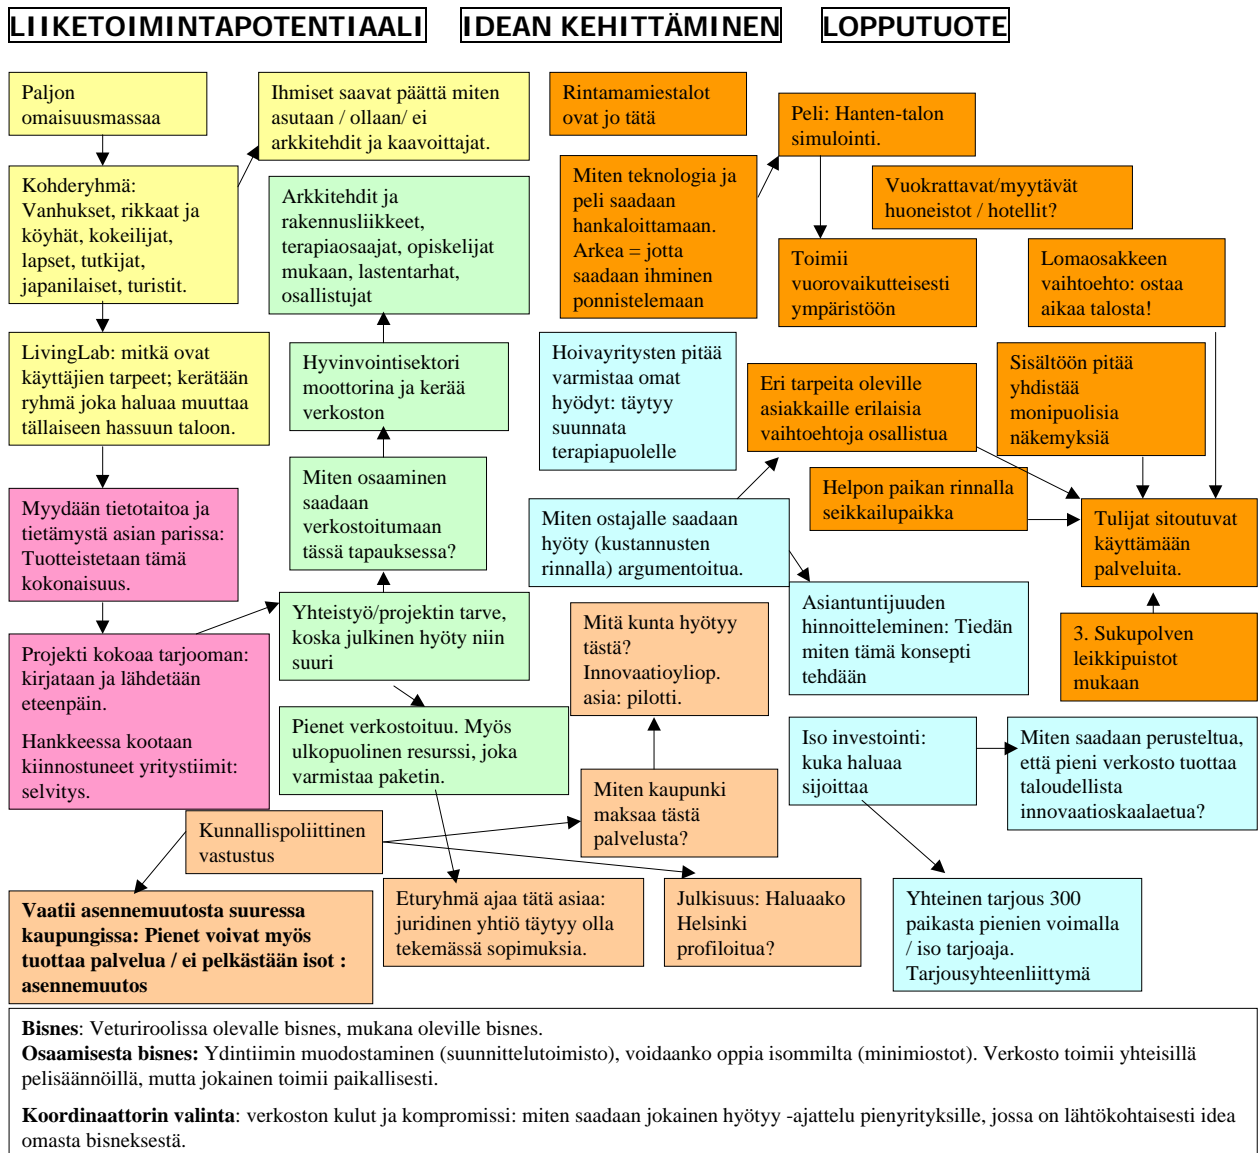 LIIKETOIMINTAPOTENTIAALI
IDEAN KEHITTÄMINEN
LOPPUTUOTE
Paljon
omaisuusmassaa
Ihmiset saavat päättä miten
asutaan / ollaan/ ei
arkkitehdit ja kaavoittajat.
Kohderyhmä:
Vanhukset, rikkaat ja
köyhät, kokeilijat,
lapset, tutkijat,
japanilaiset, turistit.
Arkkitehdit ja
rakennusliikkeet,
terapiaosaajat, opiskelijat
mukaan, lastentarhat,
osallistujat
LivingLab: mitkä ovat
käyttäjien tarpeet; kerätään
ryhmä joka haluaa muuttaa
tällaiseen hassuun taloon.
Hyvinvointisektori
moottorina ja kerää
verkoston
Myydään tietotaitoa ja
tietämystä asian parissa:
Tuotteistetaan tämä
kokonaisuus.
Miten osaaminen
saadaan
verkostoitumaan
tässä tapauksessa?
Projekti kokoaa tarjooman:
kirjataan ja lähdetään
eteenpäin.
Hankkeessa kootaan
kiinnostuneet yritystiimit:
selvitys.
Yhteistyö/projektin tarve,
koska julkinen hyöty niin
suuri
Pienet verkostoituu. Myös
ulkopuolinen resurssi, joka
varmistaa paketin.
Kunnallispoliittinen
vastustus
Vaatii asennemuutosta suuressa
kaupungissa: Pienet voivat myös
tuottaa palvelua / ei pelkästään isot :
asennemuutos
Eturyhmä ajaa tätä asiaa:
juridinen yhtiö täytyy olla
tekemässä sopimuksia.
Rintamamiestalot
ovat jo tätä
Miten teknologia ja
peli saadaan
hankaloittamaan.
Arkea = jotta
saadaan ihminen
ponnistelemaan
Peli: Hanten-talon
simulointi.
Vuokrattavat/myytävät
huoneistot / hotellit?
Toimii
vuorovaikutteisesti
ympäristöön
Lomaosakkeen
vaihtoehto: ostaa
aikaa talosta!
Hoivayritysten pitää
varmistaa omat
hyödyt: täytyy
suunnata
terapiapuolelle
Eri tarpeita oleville
asiakkaille erilaisia
vaihtoehtoja osallistua
Sisältöön pitää
yhdistää
monipuolisia
näkemyksiä
Helpon paikan rinnalla
seikkailupaikka
Miten ostajalle saadaan
hyöty (kustannusten
rinnalla) argumentoitua.
Tulijat sitoutuvat
käyttämään
palveluita.
Mitä kunta hyötyy
tästä?
Innovaatioyliop.
asia: pilotti.
Asiantuntijuuden
hinnoitteleminen: Tiedän
miten tämä konsepti
tehdään
3. Sukupolven
leikkipuistot
mukaan
Miten kaupunki
maksaa tästä
palvelusta?
Iso investointi:
kuka haluaa
sijoittaa
Miten saadaan perusteltua,
että pieni verkosto tuottaa
taloudellista
innovaatioskaalaetua?
Julkisuus: Haluaako
Helsinki
profiloitua?
Yhteinen tarjous 300
paikasta pienien voimalla
/ iso tarjoaja.
Tarjousyhteenliittymä
Bisnes: Veturiroolissa olevalle bisnes, mukana oleville bisnes.
Osaamisesta bisnes: Ydintiimin muodostaminen (suunnittelutoimisto), voidaanko oppia isommilta (minimiostot). Verkosto toimii yhteisillä
pelisäännöillä, mutta jokainen toimii paikallisesti.
Koordinaattorin valinta: verkoston kulut ja kompromissi: miten saadaan jokainen hyötyy -ajattelu pienyrityksille, jossa on lähtökohtaisesti idea
omasta bisneksestä.